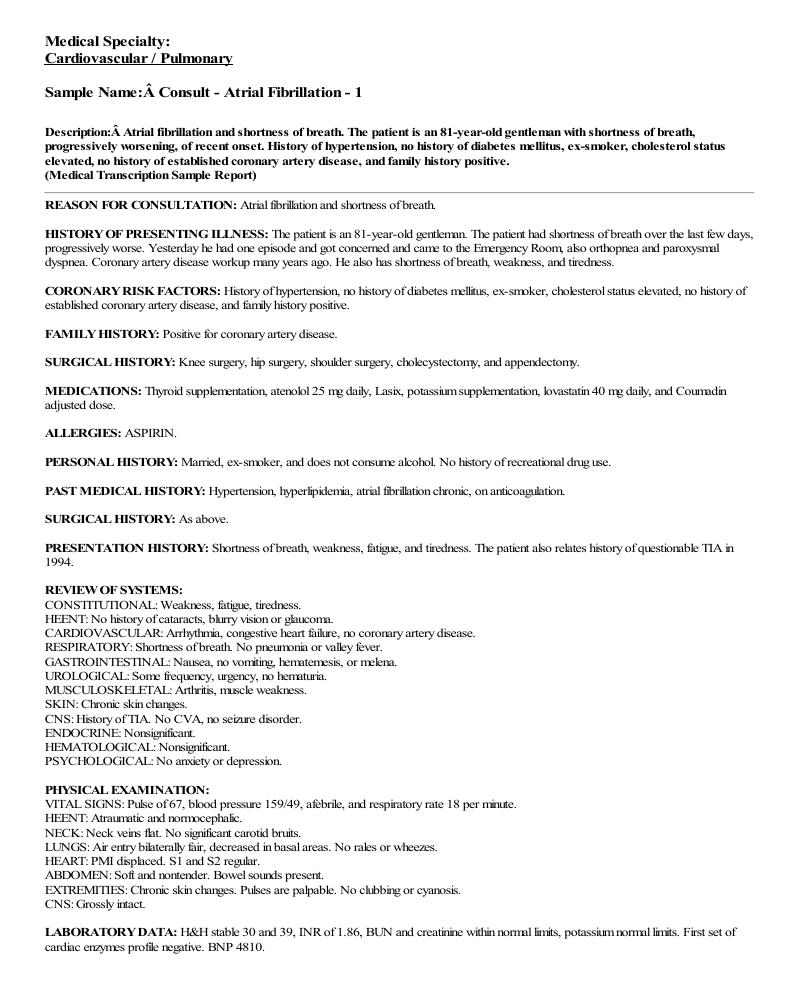 Medical Specialty:
Cardiovascular / Pulmonary
Sample Name:Â Consult - Atrial Fibrillation - 1
Description:Â Atrial fibrillation and shortness of breath. The patient is an 81-year-old gentleman with shortness of breath,
progressively worsening, of recent onset. History of hypertension, no history of diabetes mellitus, ex-smoker, cholesterol status
elevated, no history of established coronary artery disease, and family history positive.
(Medical Transcription Sample Report)
REASON FOR CONSULTATION: Atrial fibrillation and shortness of breath.
HISTORY OF PRESENTING ILLNESS: The patient is an 81-year-old gentleman. The patient had shortness of breath over the last few days,
progressively worse. Yesterday he had one episode and got concerned and came to the Emergency Room, also orthopnea and paroxysmal
dyspnea. Coronary artery disease workup many years ago. He also has shortness of breath, weakness, and tiredness.
CORONARY RISK FACTORS: History of hypertension, no history of diabetes mellitus, ex-smoker, cholesterol status elevated, no history of
established coronary artery disease, and family history positive.
FAMILY HISTORY: Positive for coronary artery disease.
SURGICAL HISTORY: Knee surgery, hip surgery, shoulder surgery, cholecystectomy, and appendectomy.
MEDICATIONS: Thyroid supplementation, atenolol 25 mg daily, Lasix, potassium supplementation, lovastatin 40 mg daily, and Coumadin
adjusted dose.
ALLERGIES: ASPIRIN.
PERSONAL HISTORY: Married, ex-smoker, and does not consume alcohol. No history of recreational drug use.
PAST MEDICAL HISTORY: Hypertension, hyperlipidemia, atrial fibrillation chronic, on anticoagulation.
SURGICAL HISTORY: As above.
PRESENTATION HISTORY: Shortness of breath, weakness, fatigue, and tiredness. The patient also relates history of questionable TIA in
1994.
REVIEW OF SYSTEMS:
CONSTITUTIONAL: Weakness, fatigue, tiredness.
HEENT: No history of cataracts, blurry vision or glaucoma.
CARDIOVASCULAR: Arrhythmia, congestive heart failure, no coronary artery disease.
RESPIRATORY: Shortness of breath. No pneumonia or valley fever.
GASTROINTESTINAL: Nausea, no vomiting, hematemesis, or melena.
UROLOGICAL: Some frequency, urgency, no hematuria.
MUSCULOSKELETAL: Arthritis, muscle weakness.
SKIN: Chronic skin changes.
CNS: History of TIA. No CVA, no seizure disorder.
ENDOCRINE: Nonsignificant.
HEMATOLOGICAL: Nonsignificant.
PSYCHOLOGICAL: No anxiety or depression.
PHYSICAL EXAMINATION:
VITAL SIGNS: Pulse of 67, blood pressure 159/49, afebrile, and respiratory rate 18 per minute.
HEENT: Atraumatic and normocephalic.
NECK: Neck veins flat. No significant carotid bruits.
LUNGS: Air entry bilaterally fair, decreased in basal areas. No rales or wheezes.
HEART: PMI displaced. S1 and S2 regular.
ABDOMEN: Soft and nontender. Bowel sounds present.
EXTREMITIES: Chronic skin changes. Pulses are palpable. No clubbing or cyanosis.
CNS: Grossly intact.
LABORATORY DATA: H&H stable 30 and 39, INR of 1.86, BUN and creatinine within normal limits, potassium normal limits. First set of
cardiac enzymes profile negative. BNP 4810.